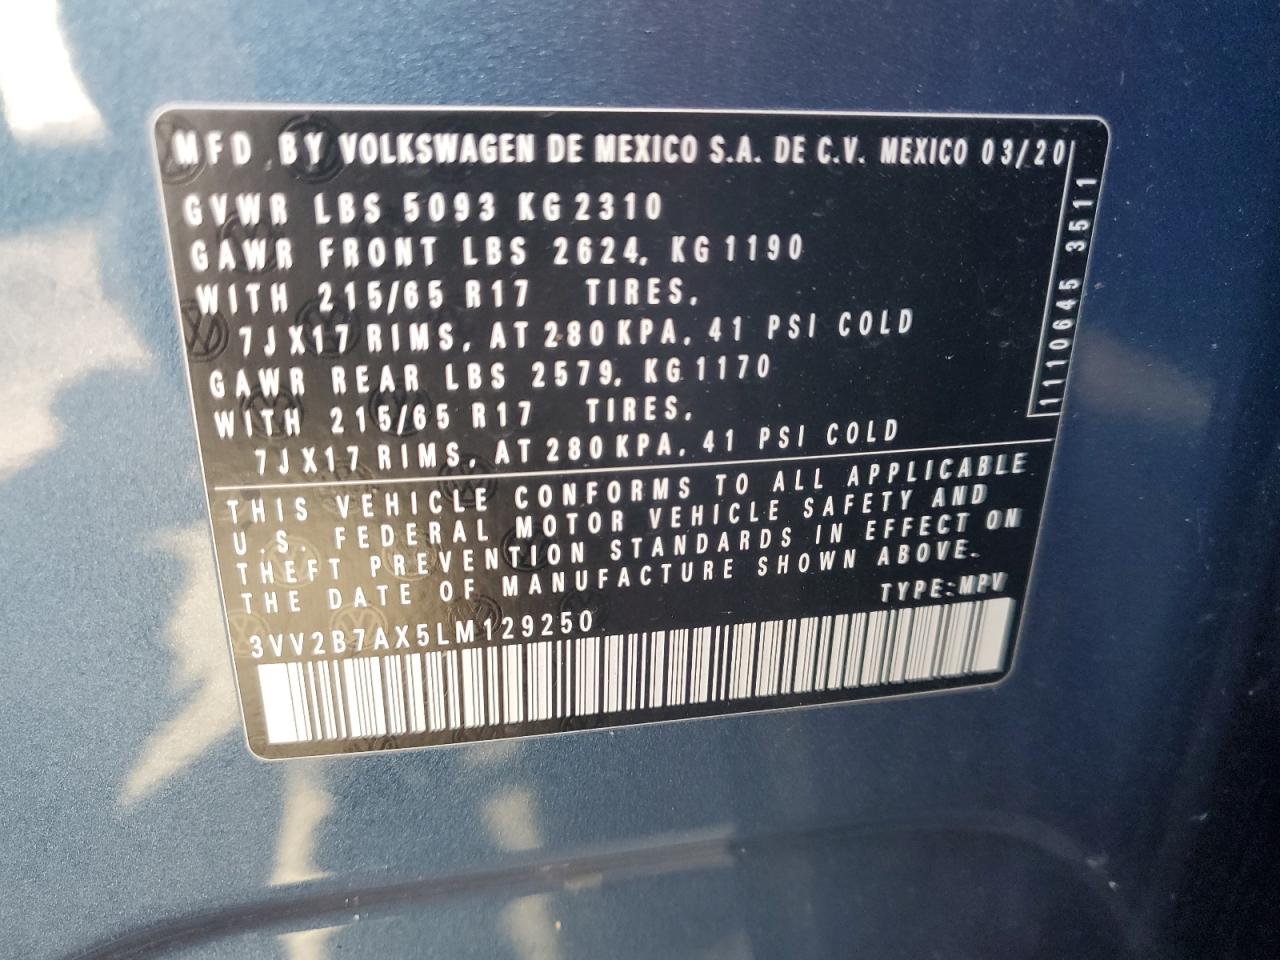 MFD BY VOLKSWAGEN DE MEXICO S.A. DE C.V. MEXICO 03/20
GVWR LBS 5093 KG 2310
GAWR FRONT LBS 2624, KG 1190
WITH 215/65 R17 TIRES,
7JX17 RIMS, AT 280 KPA, 41 PSI COLD
GAWR REAR LBS 2579, KG 1170
WITH 215/65 R17 TIRES,
7JX17 RIMS, AT 280 KPA, 41 PSI COLD
1110645 3511
THIS VEHICLE CONFORMS TO ALL APPLICABLE
U.S. FEDERAL MOTOR VEHICLE SAFETY AND
THEFT PREVENTION STANDARDS IN EFFECT ON
THE DATE OF MANUFACTURE SHOWN ABOVE.
TYPE:MPV
3VV2B7AX5LM129250